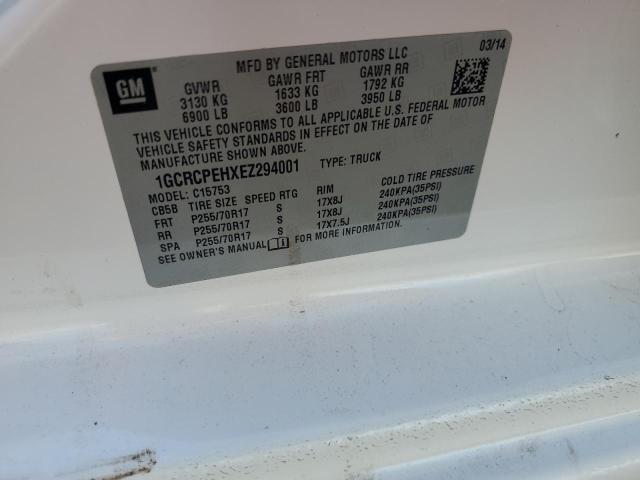 GM
MFD BY GENERAL MOTORS LLC
03/14
GVWR GAWR FRT GAWR RR
3130 KG 1633 KG 1792 KG
6900 LB 3600 LB 3950 LB
THIS VEHICLE CONFORMS TO ALL APPLICABLE U.S. FEDERAL MOTOR
VEHICLE SAFETY STANDARDS IN EFFECT ON THE DATE OF
MANUFACTURE SHOWN ABOVE.
1GCRCPEHXEZ294001 TYPE: TRUCK
MODEL: C15753
CB5B TIRE SIZE SPEED RTG RIM COLD TIRE PRESSURE
FRT P255/70R17 S 17X8J 240KPA(35PSI)
RR P255/70R17 S 17X8J 240KPA(35PSI)
SPA P255/70R17 S 17X7.5J 240KPA(35PSI)
SEE OWNER'S MANUAL FOR MORE INFORMATION.